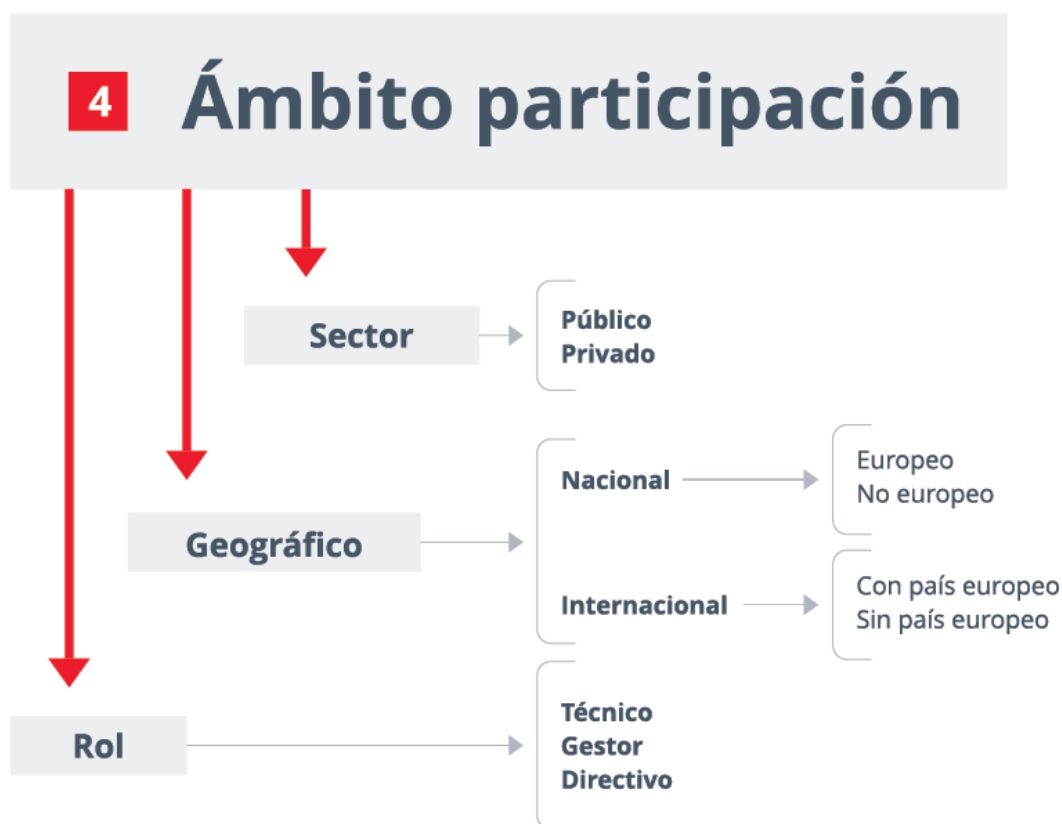 4 Ámbito participación
Sector
Público
Privado
Geográfico
Nacional
Europeo
No europeo
Internacional
Con país europeo
Sin país europeo
Rol
Técnico
Gestor
Directivo